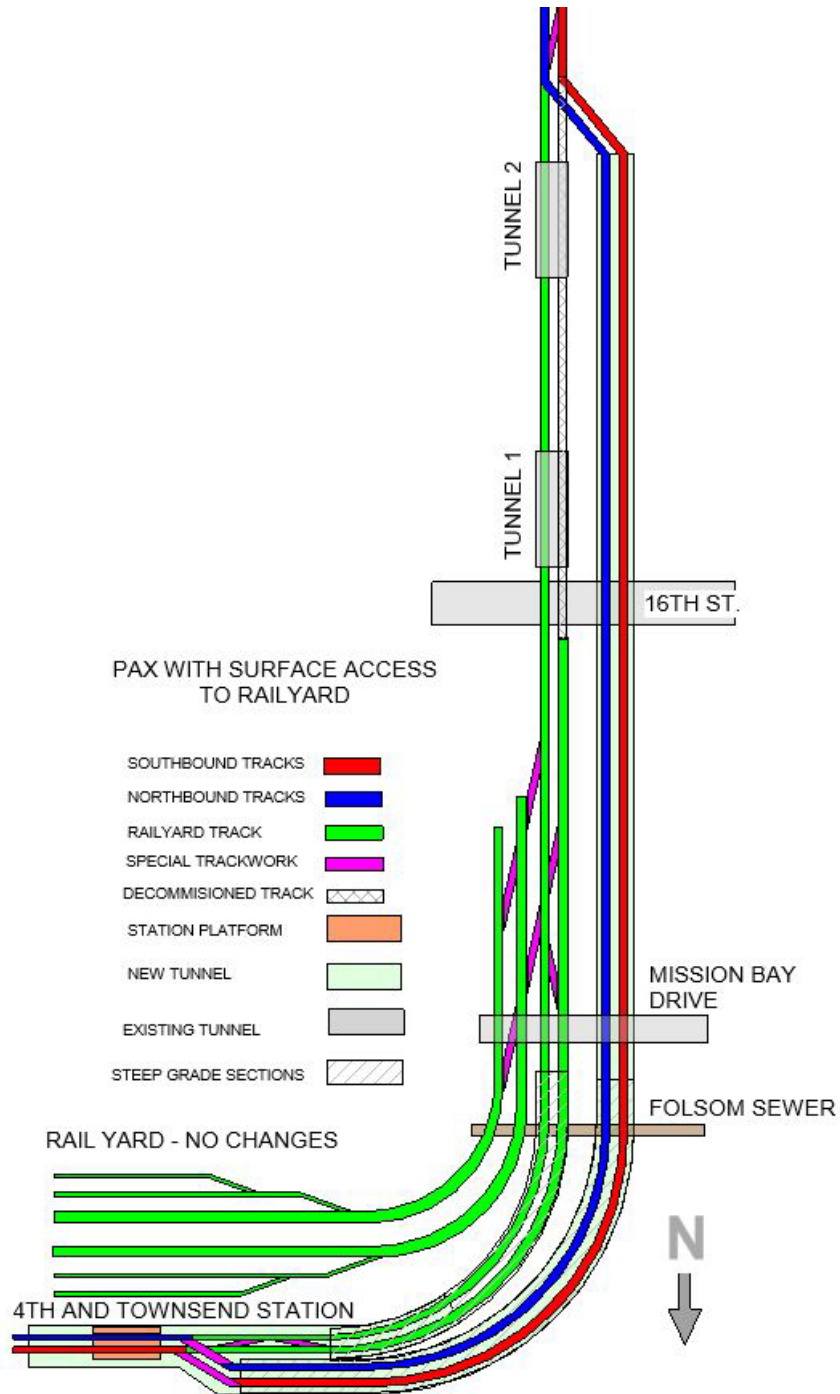 TUNNEL 2
TUNNEL 1
16TH ST.
PAX WITH SURFACE ACCESS
TO RAILYARD
SOUTHBOUND TRACKS
NORTHBOUND TRACKS
RAILYARD TRACK
SPECIAL TRACKWORK
DECOMMISIONED TRACK
STATION PLATFORM
NEW TUNNEL
EXISTING TUNNEL
STEEP GRADE SECTIONS
MISSION BAY
DRIVE
FOLSOM SEWER
RAIL YARD - NO CHANGES
N
4TH AND TOWNSEND STATION